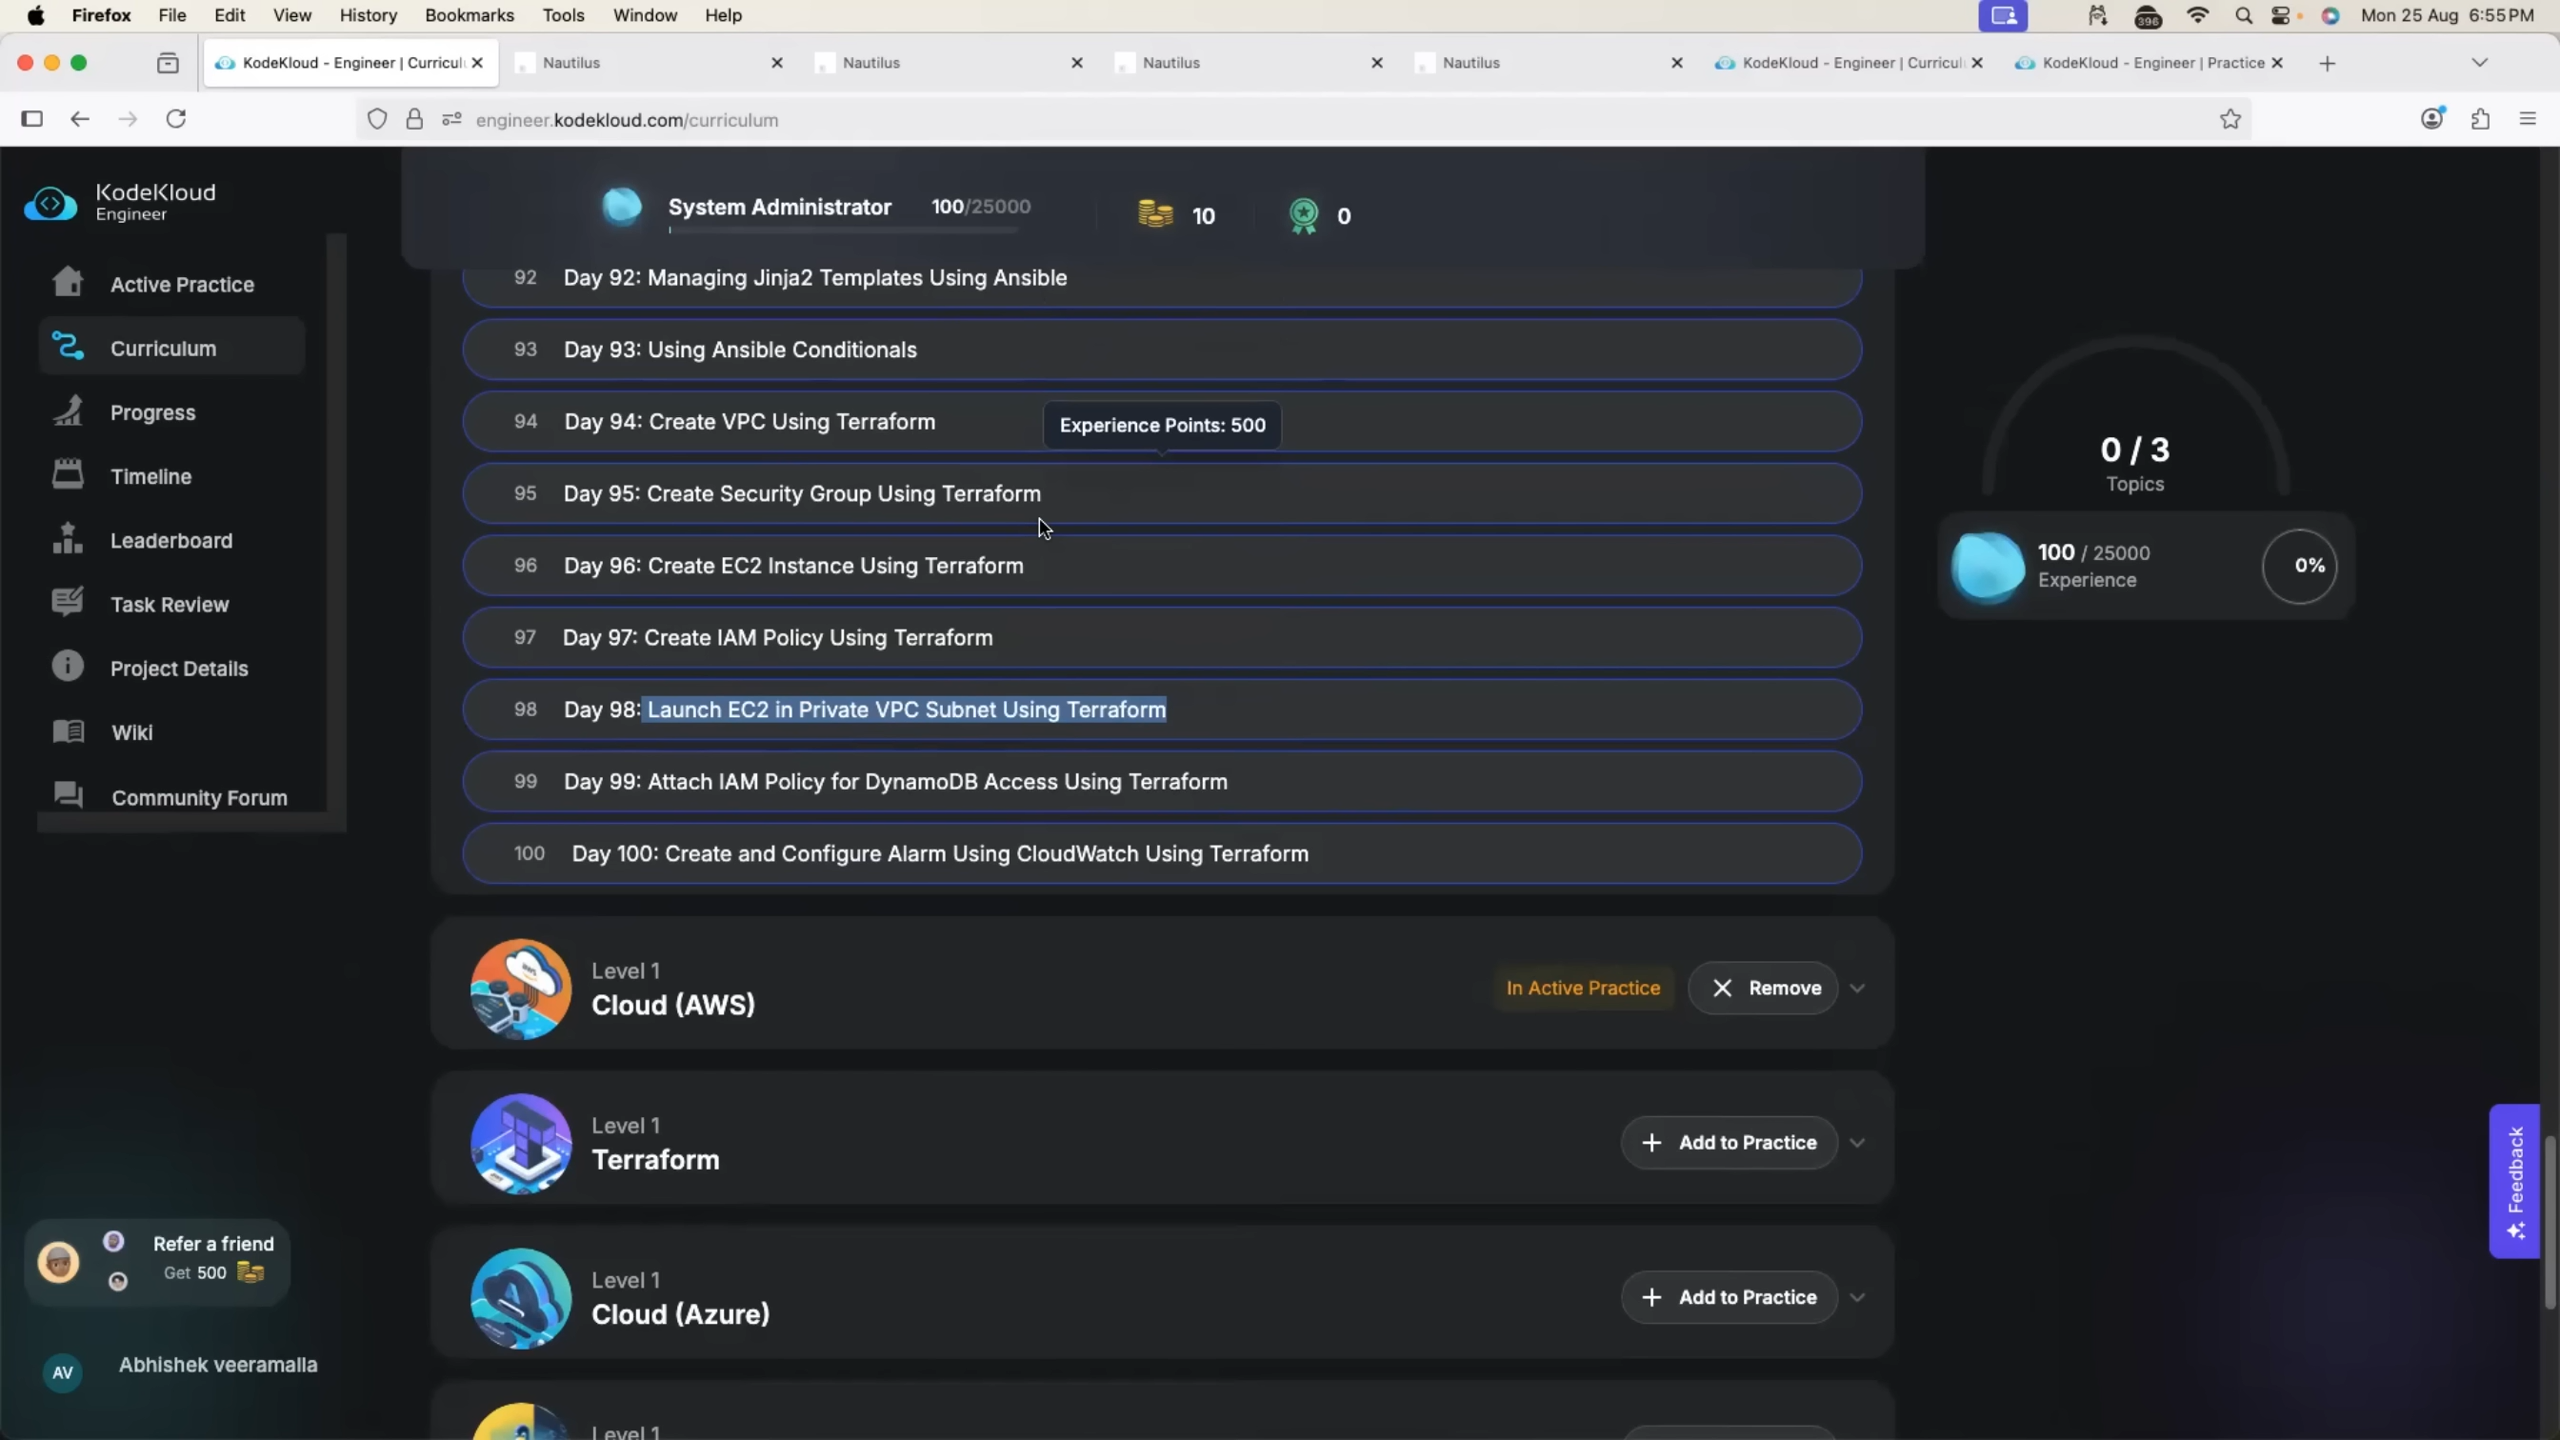 Firefox File Edit View History Bookmarks Tools Window Help
396
Mon 25 Aug 6:55 PM
KodeKloud - Engineer | Curricul
Nautilus
Nautilus
Nautilus
Nautilus
KodeKloud - Engineer | Curricul
KodeKloud - Engineer | Practice
engineer.kodekloud.com/curriculum
KodeKloud
Engineer
System Administrator 100/25000
10
0
Active Practice
Curriculum
Progress
Timeline
Leaderboard
Task Review
Project Details
Wiki
Community Forum
92 Day 92: Managing Jinja2 Templates Using Ansible
93 Day 93: Using Ansible Conditionals
94 Day 94: Create VPC Using Terraform
Experience Points: 500
95 Day 95: Create Security Group Using Terraform
96 Day 96: Create EC2 Instance Using Terraform
97 Day 97: Create IAM Policy Using Terraform
98 Day 98: Launch EC2 in Private VPC Subnet Using Terraform
99 Day 99: Attach IAM Policy for DynamoDB Access Using Terraform
100 Day 100: Create and Configure Alarm Using CloudWatch Using Terraform
0 / 3
Topics
100 / 25000
Experience
0%
Level 1
Cloud (AWS)
In Active Practice
Remove
Level 1
Terraform
Add to Practice
Level 1
Cloud (Azure)
Add to Practice
Level 1
Feedback
Refer a friend
Get 500
AV
Abhishek veeramalla